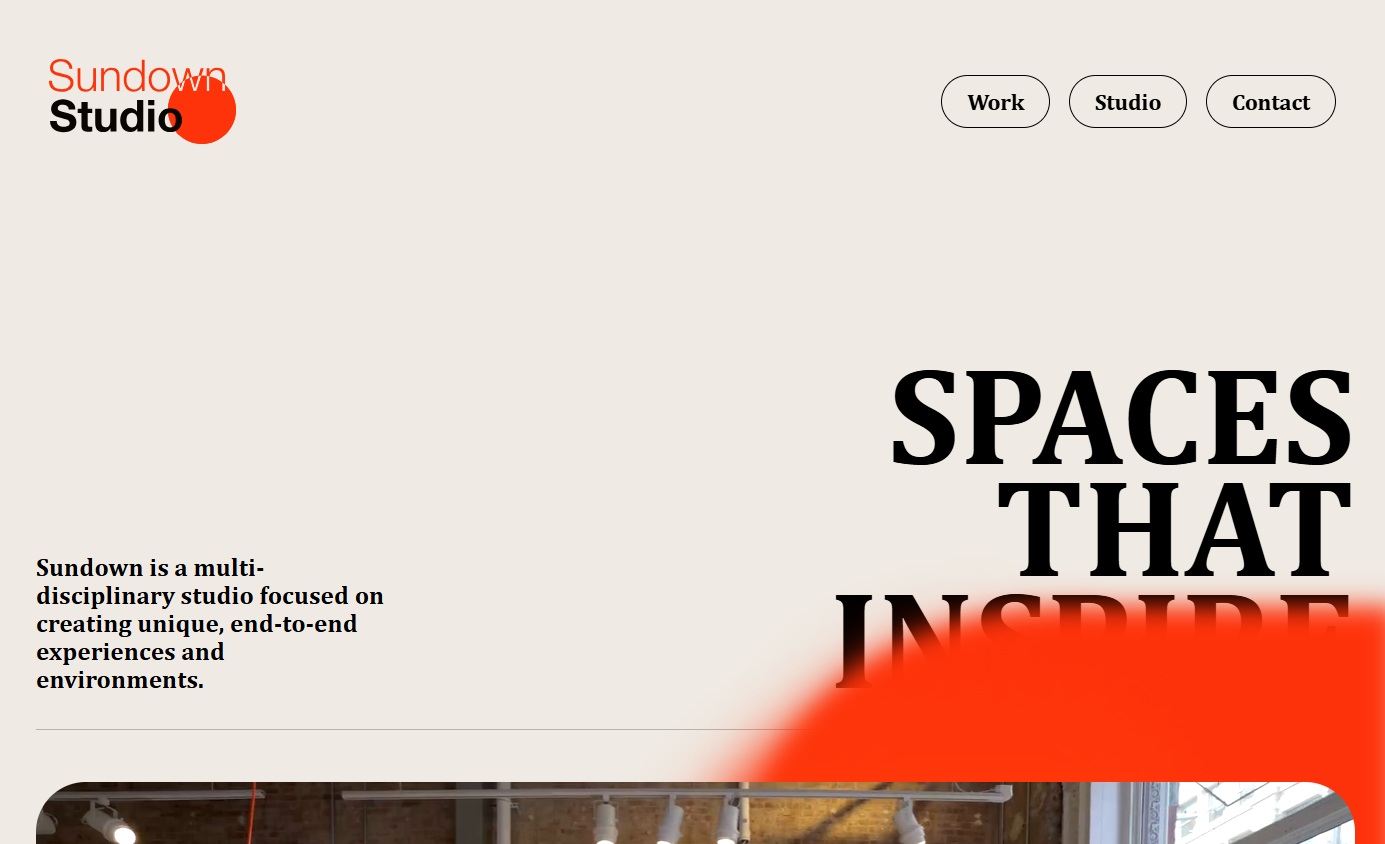 Sundown
Studio
Work
Studio
Contact
SPACES
THAT
INSPIRE
Sundown is a multi-
disciplinary studio focused on
creating unique, end-to-end
experiences and
environments.